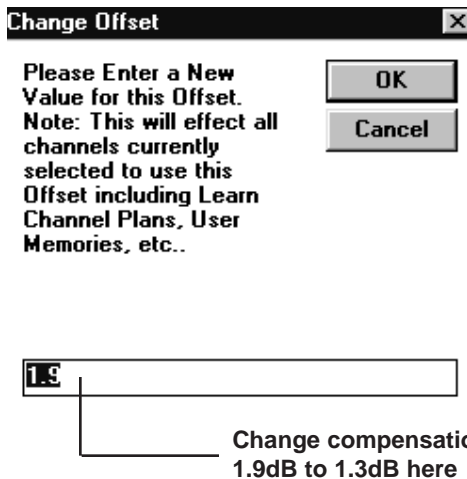 Change Offset
Please Enter a New
Value for this Offset.
Note: This will effect all
channels currently
selected to use this
Offset including Learn
Channel Plans, User
Memories, etc..
OK
Cancel
1.9
Change compensatio
1.9dB to 1.3dB here